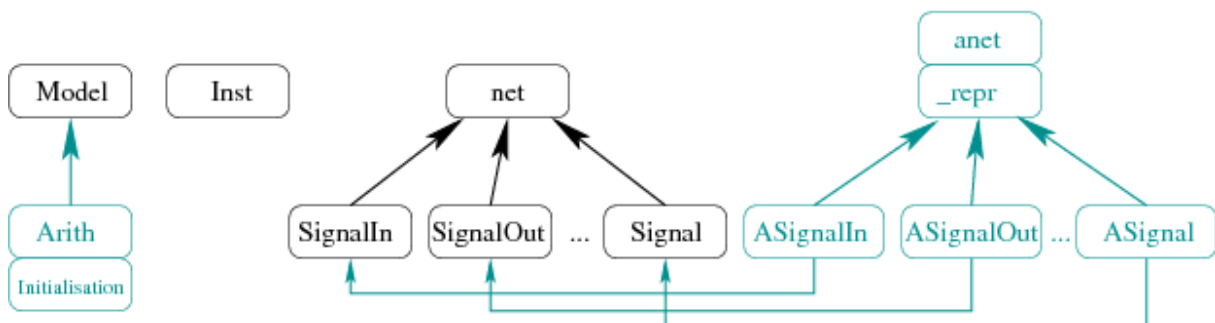 anet
Model
Inst
net
_repr
Arith
SignalIn
SignalOut
...
Signal
ASignalIn
ASignalOut
...
ASignal
Initialisation